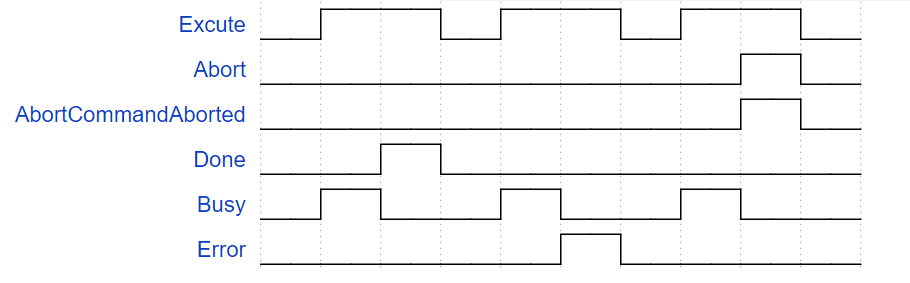 Excute
Abort
AbortCommandAborted
Done
Busy
Error